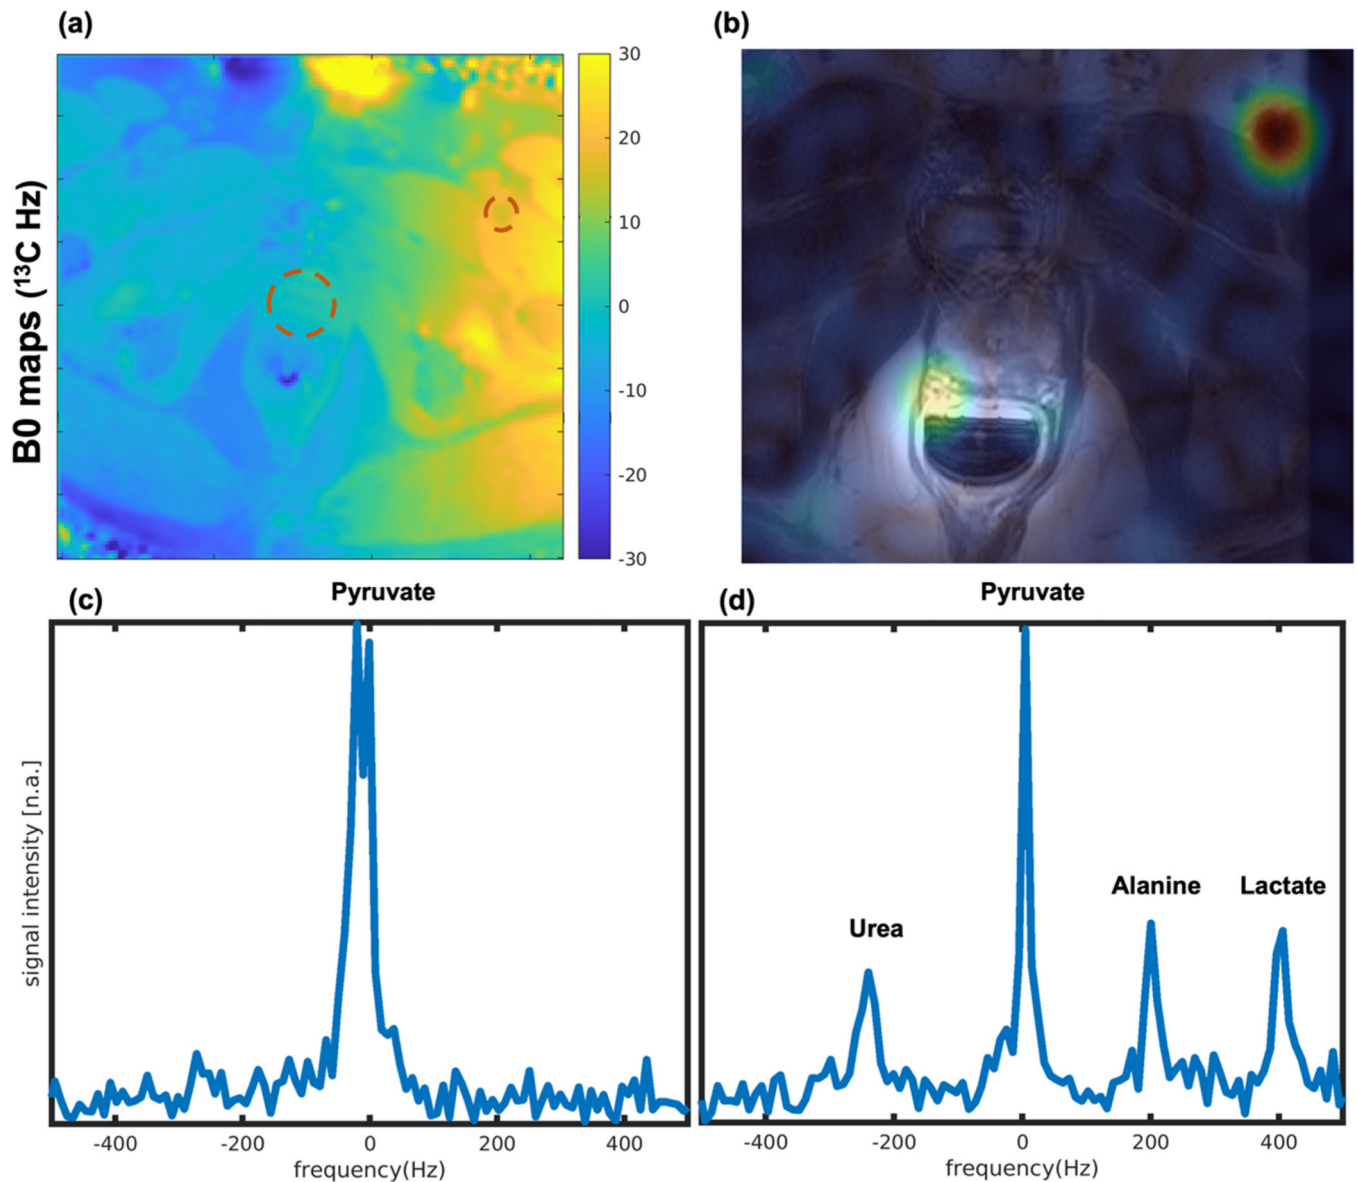 (a)
(b)
B0 maps (¹³C Hz)
30
20
10
0
-10
-20
-30
(c)
Pyruvate
(d)
Pyruvate
Urea
Alanine
Lactate
signal intensity [n.a.]
-400
-200
0
200
400
frequency(Hz)
-400
-200
0
200
400
frequency(Hz)